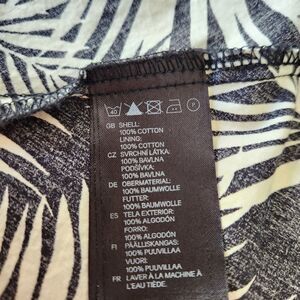 40
P
GB SHELL:
100% COTTON
LINING:
100% COTTON
CZ SVRCHNÍ LÁTKA:
100% BAVLNA
PODŠÍVKA:
100% BAVLNA
DE OBERMATERIAL:
100% BAUMWOLLE
FUTTER:
100% BAUMWOLLE
ES TELA EXTERIOR:
100% ALGODÓN
FORRO:
100% ALGODÓN
FI PÄÄLLISKANGAS:
100% PUUVILLAA
VUORI:
100% PUUVILLAA
FR LAVER À LA MACHINE À
L'EAU TIÈDE.